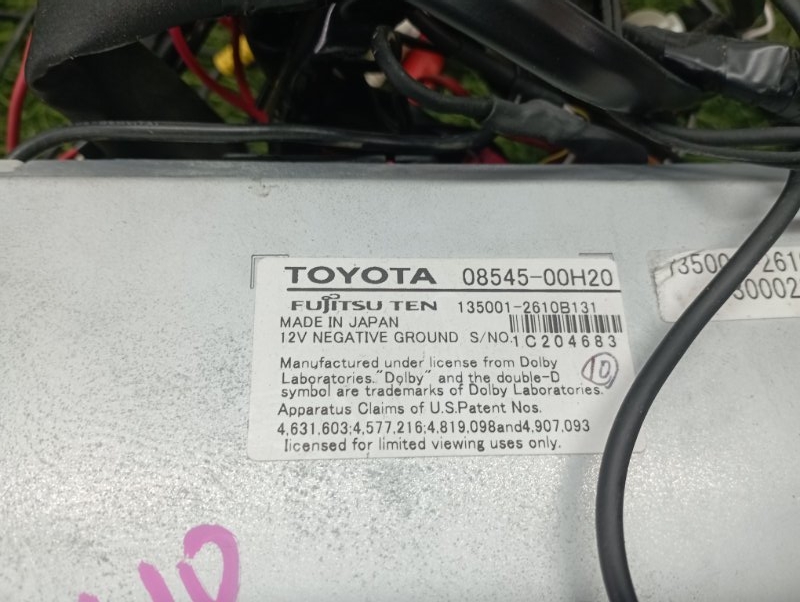 TOYOTA 08545-00H20
FUJITSU TEN 135001-2610B131
MADE IN JAPAN
12V NEGATIVE GROUND S/NO.1C204683
Manufactured under license from Dolby
Laboratories. "Dolby" and the double-D
symbol are trademarks of Dolby Laboratories.
10
Apparatus Claims of U.S.Patent Nos.
4,631,603;4,577,216;4,819,098and4,907,093
licensed for limited viewing uses only.